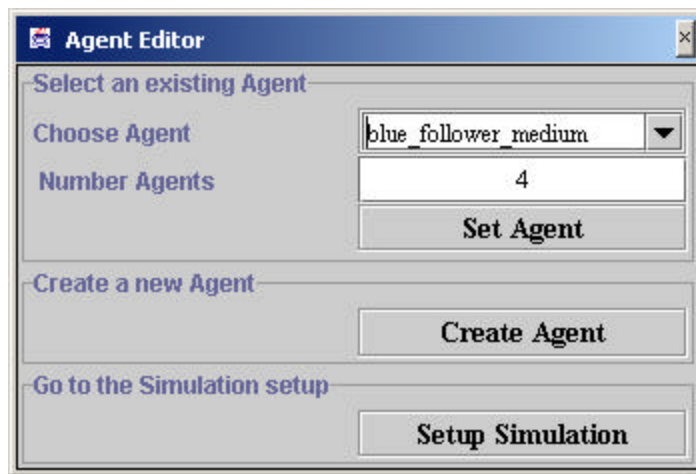 Agent Editor
Select an existing Agent
Choose Agent
blue_follower_medium
Number Agents
4
Set Agent
Create a new Agent
Create Agent
Go to the Simulation setup
Setup Simulation